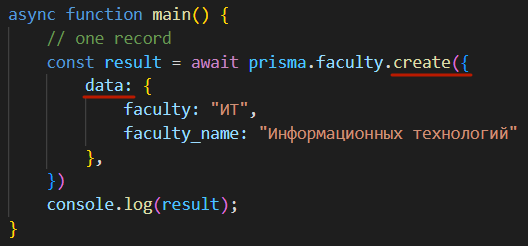 async function main() {
// one record
const result = await prisma.faculty.create({
data: {
faculty: "ИТ",
faculty_name: "Информационных технологий"
},
})
console.log(result);
}